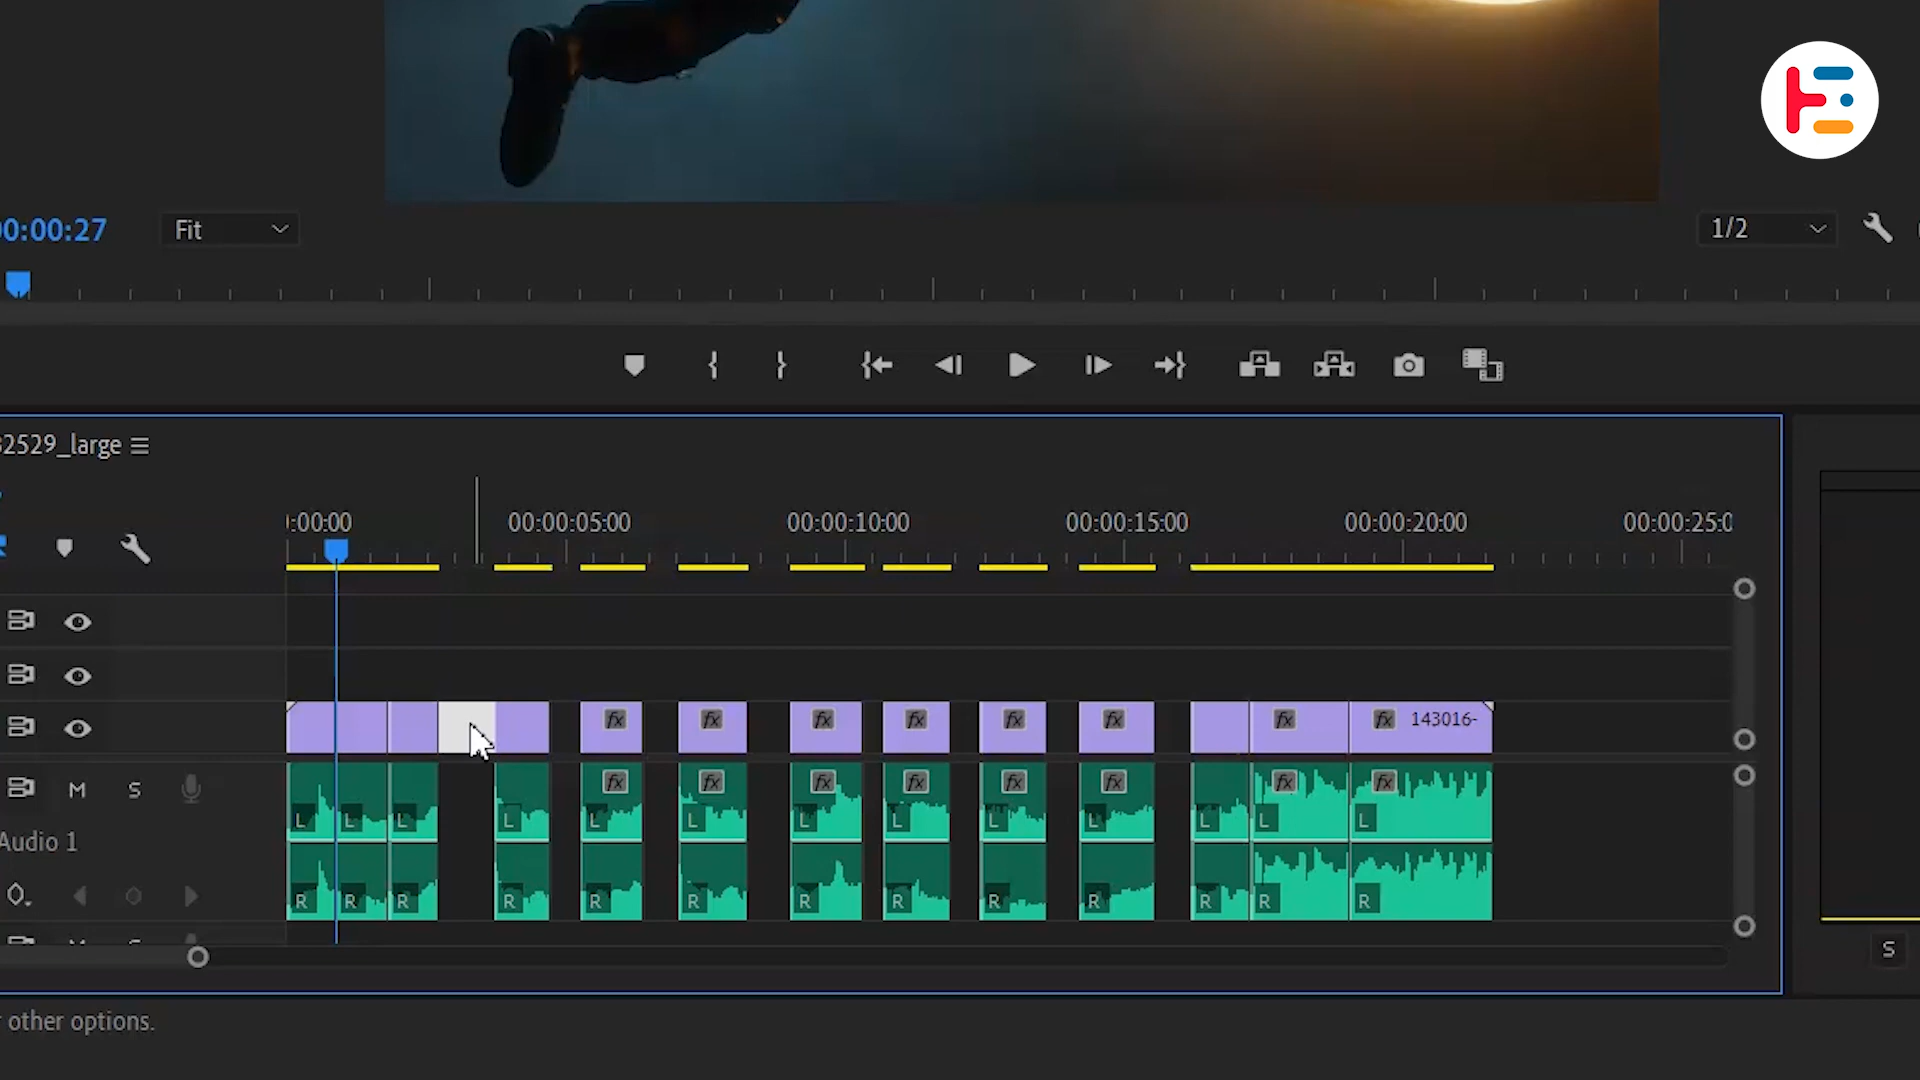 00:00:27
Fit
1/2
32529_large
:00:00
00:00:05:00
00:00:10:00
00:00:15:00
00:00:20:00
00:00:25:0
fx fx fx fx fx fx fx fx 143016-
M S
fx fx fx fx fx fx fx fx
L L L L L L L L L L L L L
Audio 1
R R R R R R R R R R R R R
S
other options.